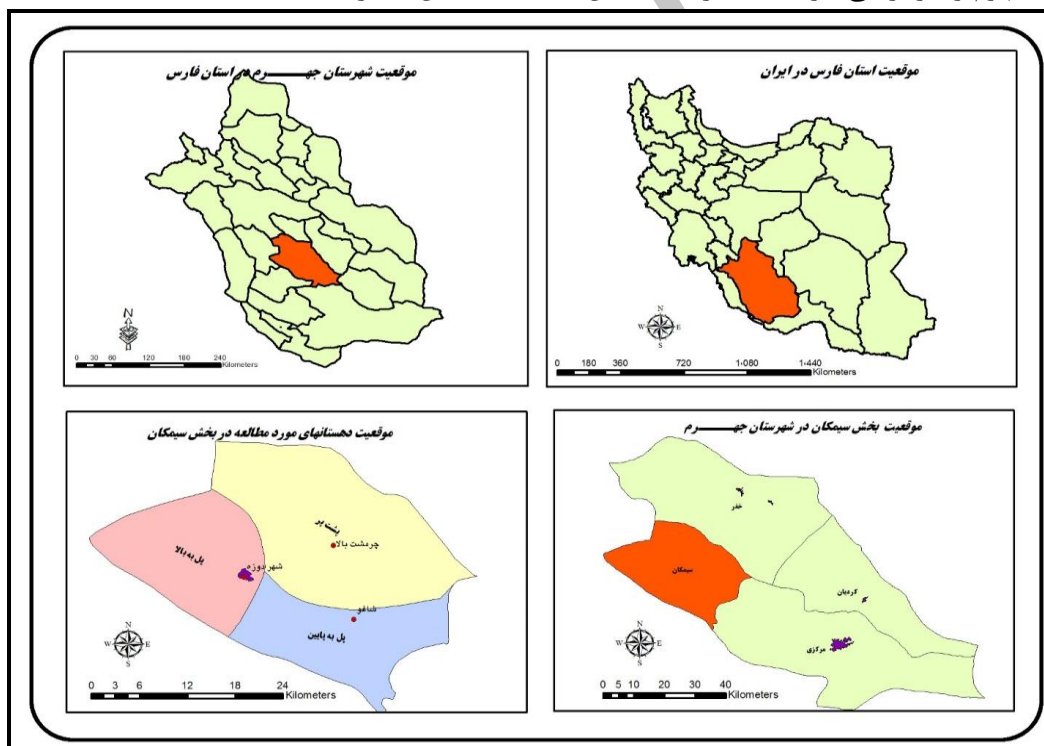 موقعیت استان فارس در ایران
N
W E
S
0 180 360 720 1,080 1,440
Kilometers
موقعیت شهرستان جهــــــرم در استان فارس
N
0 30 60 120 180 240
Kilometers
موقعیت بخش سیمکان در شهرستان جهــــــرم
خفر
سیمکان
کردیان
مرکزی
N
W E
S
0 5 10 20 30 40
Kilometers
موقعیت دهستانهای مورد مطالعه در بخش سیمکان
پشت پر
چرمشت بالا
پل به بالا
شهر دوزه
شاغو
پل به پایین
N
W E
S
0 3 6 12 18 24
Kilometers